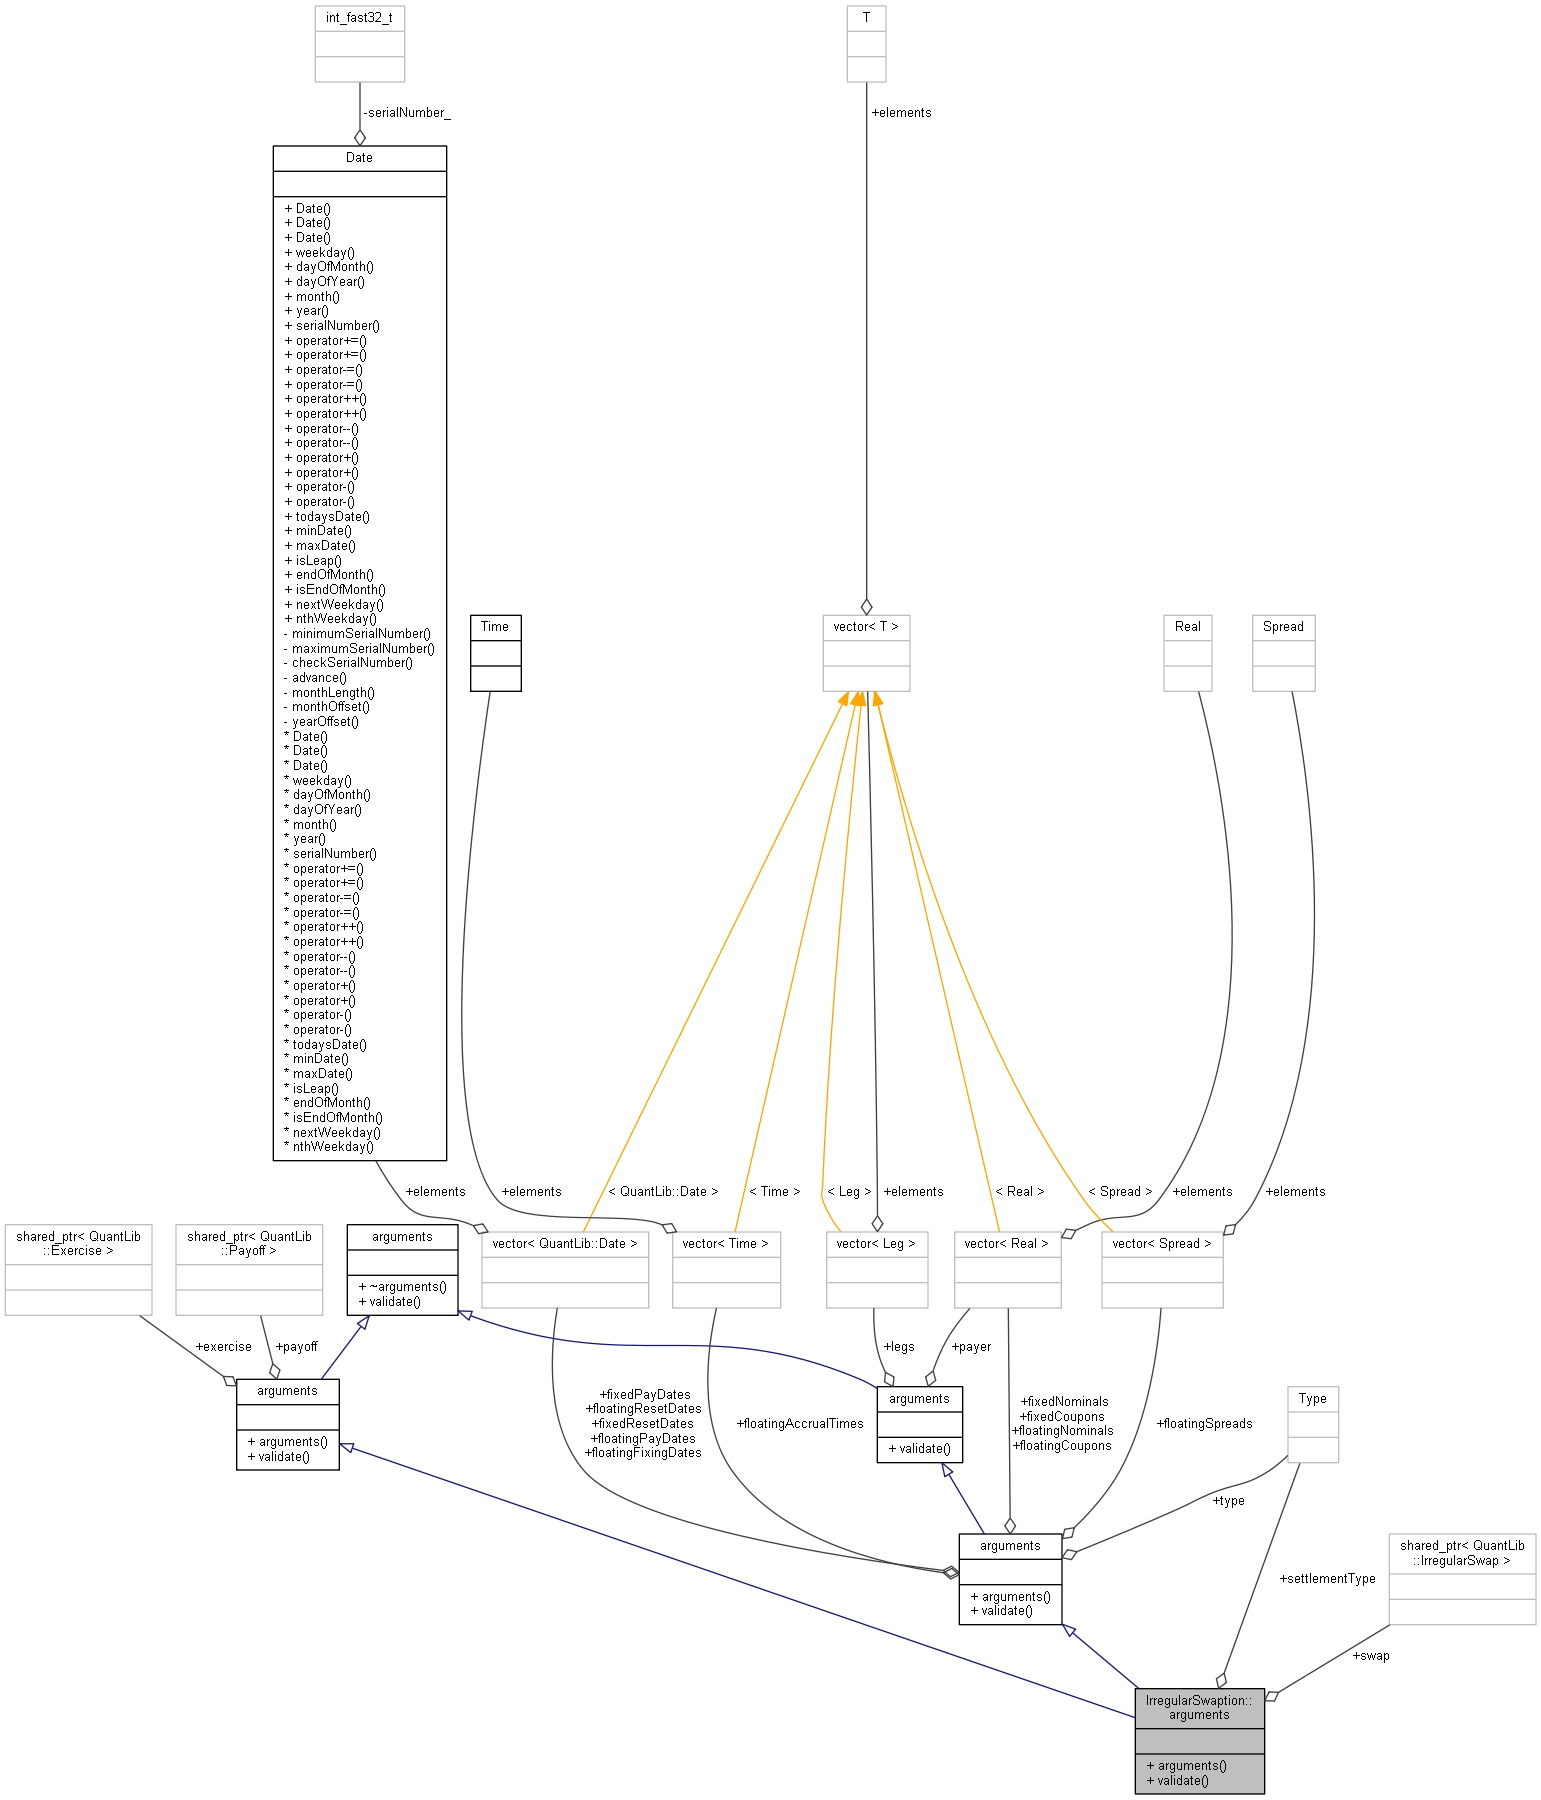 int_fast32_t
T
-serialNumber_
+elements
Date
+ Date()
+ Date()
+ Date()
+ weekday()
+ dayOfMonth()
+ dayOfYear()
+ month()
+ year()
+ serialNumber()
+ operator+=()
+ operator+=()
+ operator-=()
+ operator-=()
+ operator++()
+ operator++()
+ operator--()
+ operator--()
+ operator+()
+ operator+()
+ operator-()
+ operator-()
+ todaysDate()
+ minDate()
+ maxDate()
+ isLeap()
+ endOfMonth()
+ isEndOfMonth()
+ nextWeekday()
+ nthWeekday()
- minimumSerialNumber()
- maximumSerialNumber()
- checkSerialNumber()
- advance()
- monthLength()
- monthOffset()
- yearOffset()
* Date()
* Date()
* Date()
* weekday()
* dayOfMonth()
* dayOfYear()
* month()
* year()
* serialNumber()
* operator+=()
* operator+=()
* operator-=()
* operator-=()
* operator++()
* operator++()
* operator--()
* operator--()
* operator+()
* operator+()
* operator-()
* operator-()
* todaysDate()
* minDate()
* maxDate()
* isLeap()
* endOfMonth()
* isEndOfMonth()
* nextWeekday()
* nthWeekday()
Time
vector< T >
Real
Spread
+elements
+elements
< QuantLib::Date >
< Time >
< Leg >
+elements
< Real >
< Spread >
+elements
+elements
shared_ptr< QuantLib
::Exercise >
shared_ptr< QuantLib
::Payoff >
arguments
+ ~arguments()
+ validate()
vector< QuantLib::Date >
vector< Time >
vector< Leg >
vector< Real >
vector< Spread >
+exercise
+payoff
+legs
+payer
arguments
+ arguments()
+ validate()
+fixedPayDates
+floatingResetDates
+fixedResetDates
+floatingPayDates
+floatingFixingDates
+floatingAccrualTimes
arguments
+ validate()
+fixedNominals
+fixedCoupons
+floatingNominals
+floatingCoupons
+floatingSpreads
Type
+type
arguments
+ arguments()
+ validate()
+settlementType
shared_ptr< QuantLib
::IrregularSwap >
+swap
IrregularSwaption::
arguments
+ arguments()
+ validate()